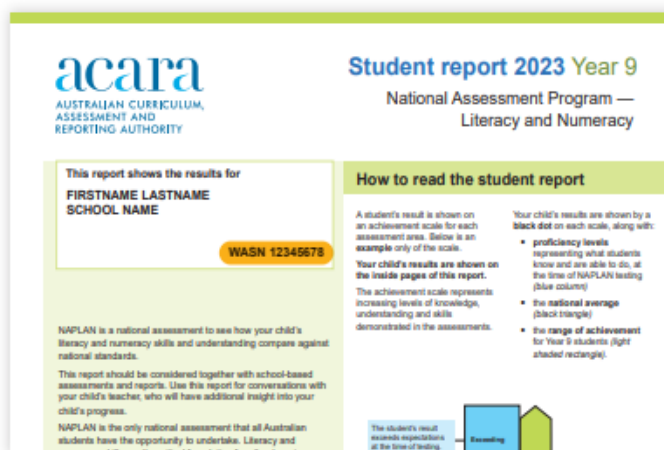 acara
AUSTRALIAN CURRICULUM,
ASSESSMENT AND
REPORTING AUTHORITY
Student report 2023 Year 9
National Assessment Program —
Literacy and Numeracy
This report shows the results for
FIRSTNAME LASTNAME
SCHOOL NAME
WASN 12345678
NAPLAN is a national assessment to see how your child's
literacy and numeracy skills and understanding compare against
national standards.
This report should be considered together with school-based
assessments and reports. Use this report for conversations with
your child's teacher, who will have additional insight into your
child's progress.
NAPLAN is the only national assessment that all Australian
students have the opportunity to undertake. Literacy and
How to read the student report
A student's result is shown on
an achievement scale for each
assessment area. Below is an
example only of the scale.
Your child's results are shown on
the inside pages of this report.
The achievement scale represents
increasing levels of knowledge,
understanding and skills
demonstrated in the assessments.
Your child's results are shown by a
black dot on each scale, along with:
▪ proficiency levels
representing what students
know and are able to do, at
the time of NAPLAN testing
(blue column)
▪ the national average
(black triangle)
▪ the range of achievement
for Year 9 students (light
shaded rectangle).
The student's result
exceeds expectations
at the time of testing.
Exceeding